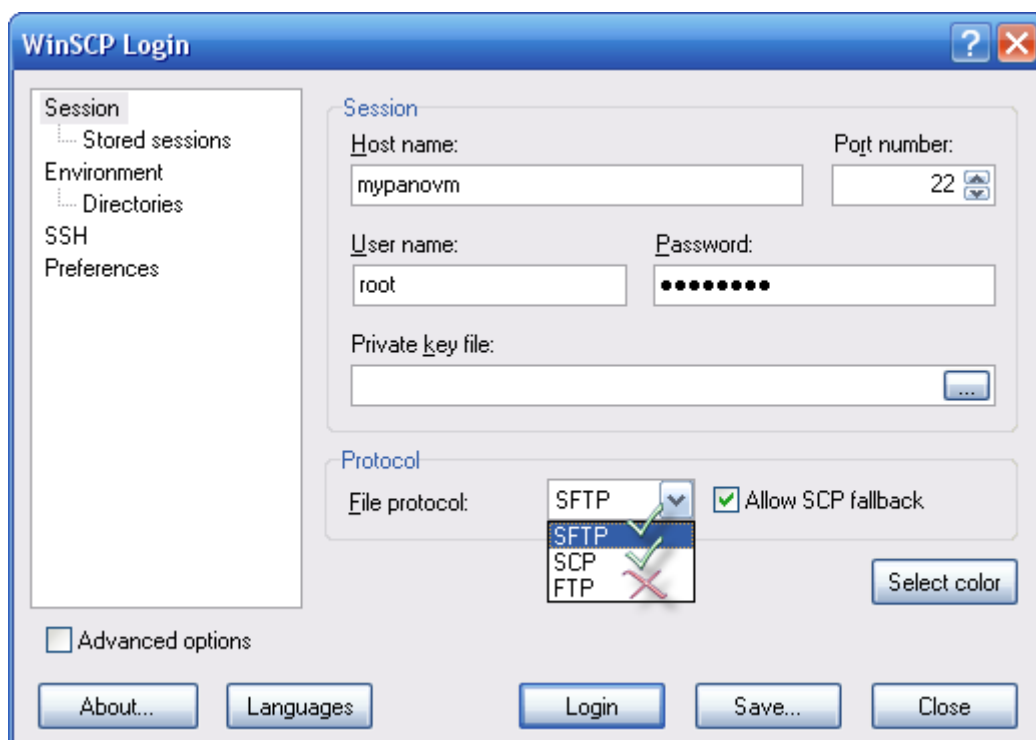 WinSCP Login
Session
Stored sessions
Environment
Directories
SSH
Preferences
Session
Host name:
Port number:
mypanovm
22
User name:
Password:
root
••••••••
Private key file:
...
Protocol
File protocol:
SFTP
Allow SCP fallback
SFTP
SCP
FTP
Select color
Advanced options
About...
Languages
Login
Save...
Close